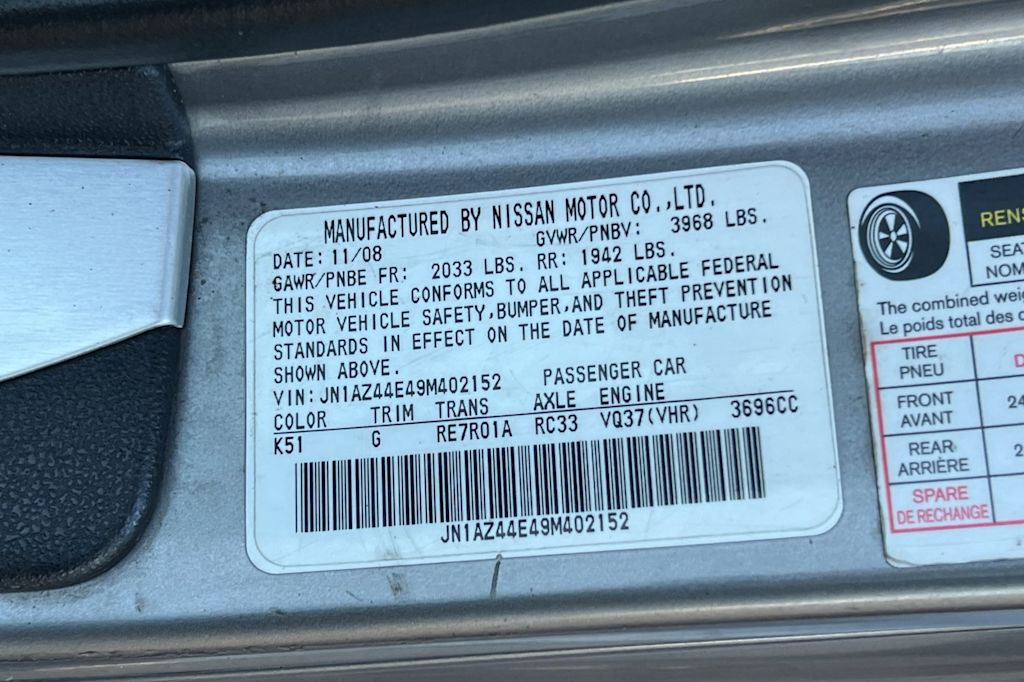 MANUFACTURED BY NISSAN MOTOR CO.,LTD.
DATE: 11/08 GVWR/PNBV: 3968 LBS.
GAWR/PNBE FR: 2033 LBS. RR: 1942 LBS.
THIS VEHICLE CONFORMS TO ALL APPLICABLE FEDERAL
MOTOR VEHICLE SAFETY,BUMPER,AND THEFT PREVENTION
STANDARDS IN EFFECT ON THE DATE OF MANUFACTURE
SHOWN ABOVE.
VIN: JN1AZ44E49M402152 PASSENGER CAR
COLOR TRIM TRANS AXLE ENGINE
K51 G RE7R01A RC33 VQ37(VHR) 3696CC
JN1AZ44E49M402152
The combined
Le poids total des
TIRE
PNEU
FRONT
AVANT
24
REAR
ARRIÈRE
2
SPARE
DE RECHANGE